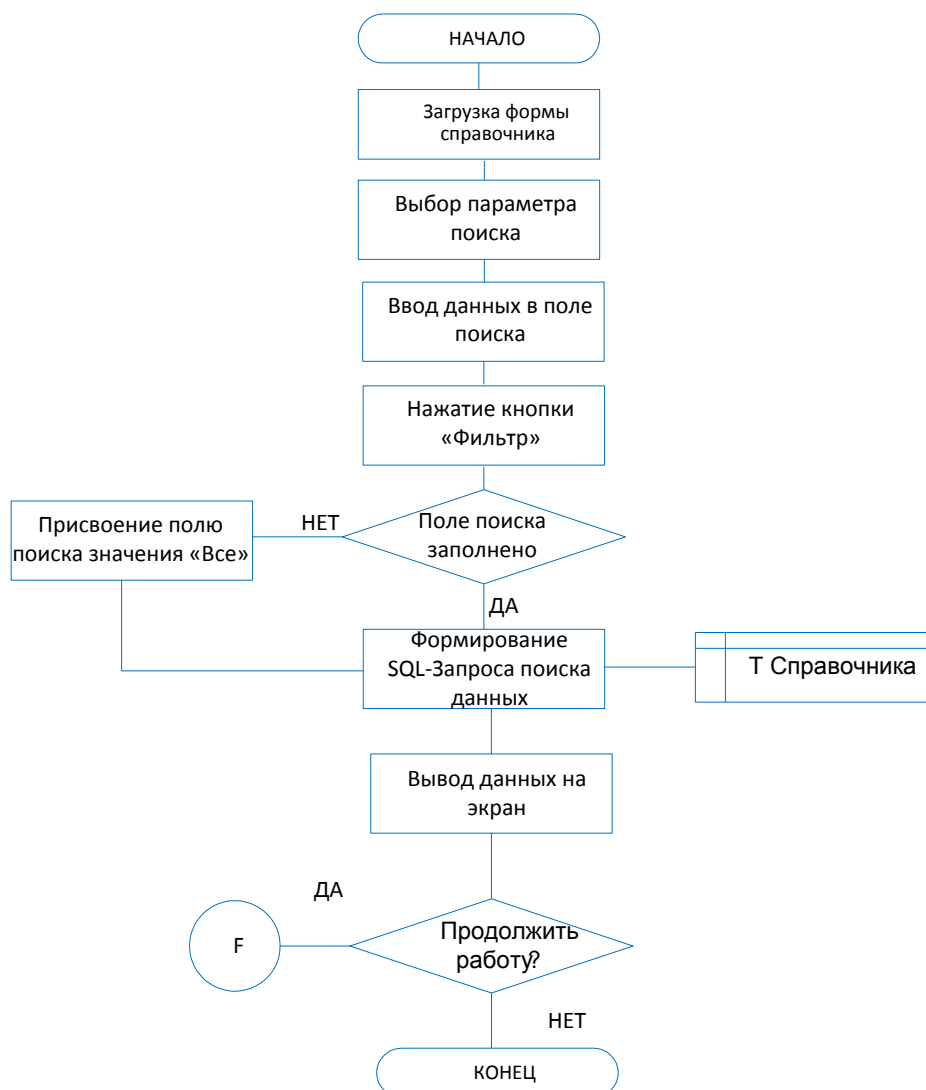 НАЧАЛО
Загрузка формы
справочника
Выбор параметра
поиска
Ввод данных в поле
поиска
Нажатие кнопки
«Фильтр»
Поле поиска
заполнено
НЕТ
Присвоение полю
поиска значения «Все»
ДА
Формирование
SQL-Запроса поиска
данных
Т Справочника
Вывод данных на
экран
ДА
Продолжить
работу?
F
НЕТ
КОНЕЦ